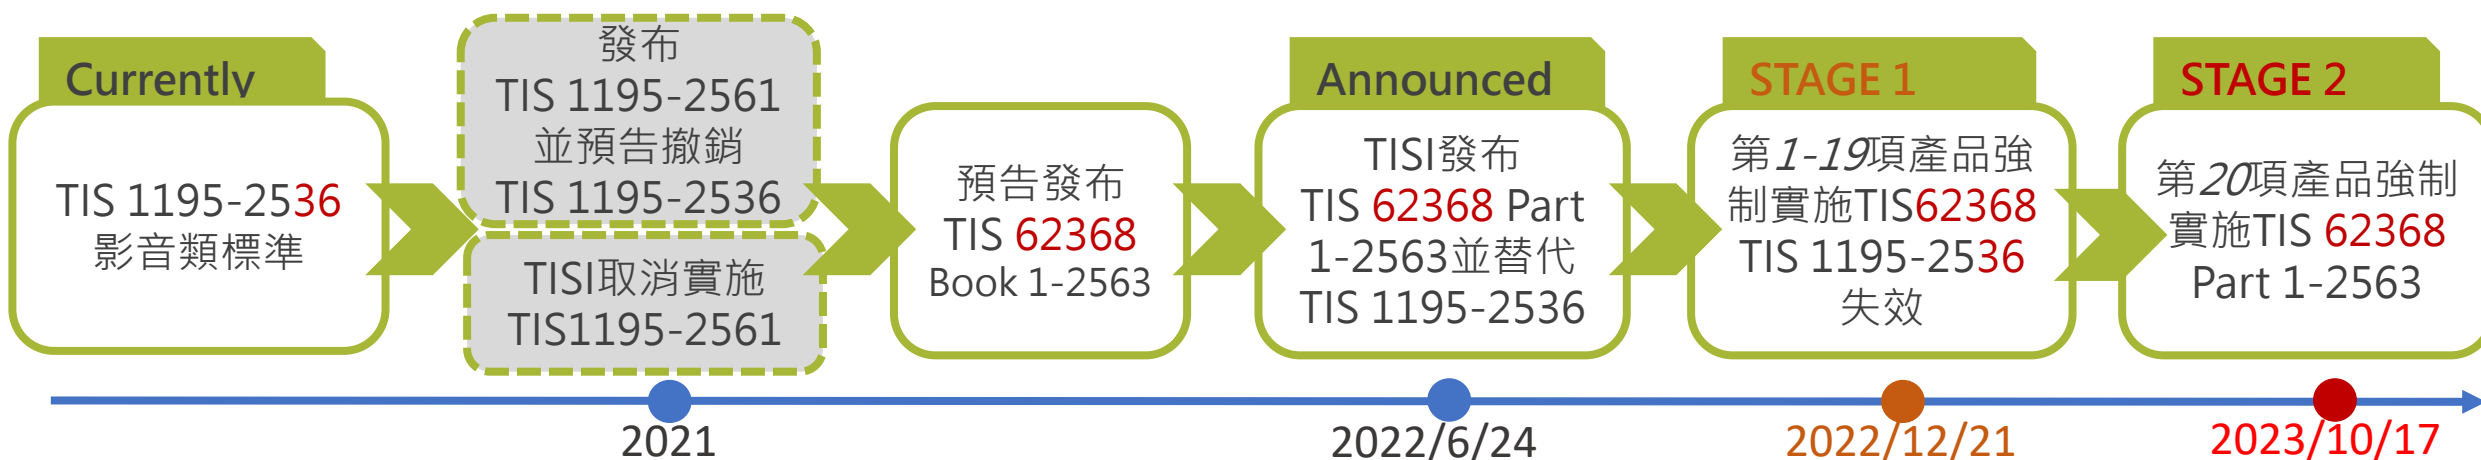 Currently
TIS 1195-2536
影音類標準
發布
TIS 1195-2561
並預告撤銷
TIS 1195-2536
TISI取消實施
TIS1195-2561
預告發布
TIS 62368
Book 1-2563
Announced
TISI發布
TIS 62368 Part
1-2563並替代
TIS 1195-2536
STAGE 1
第1-19項產品強
制實施TIS62368
TIS 1195-2536
失效
STAGE 2
第20項產品強制
實施TIS 62368
Part 1-2563
2021
2022/6/24
2022/12/21
2023/10/17